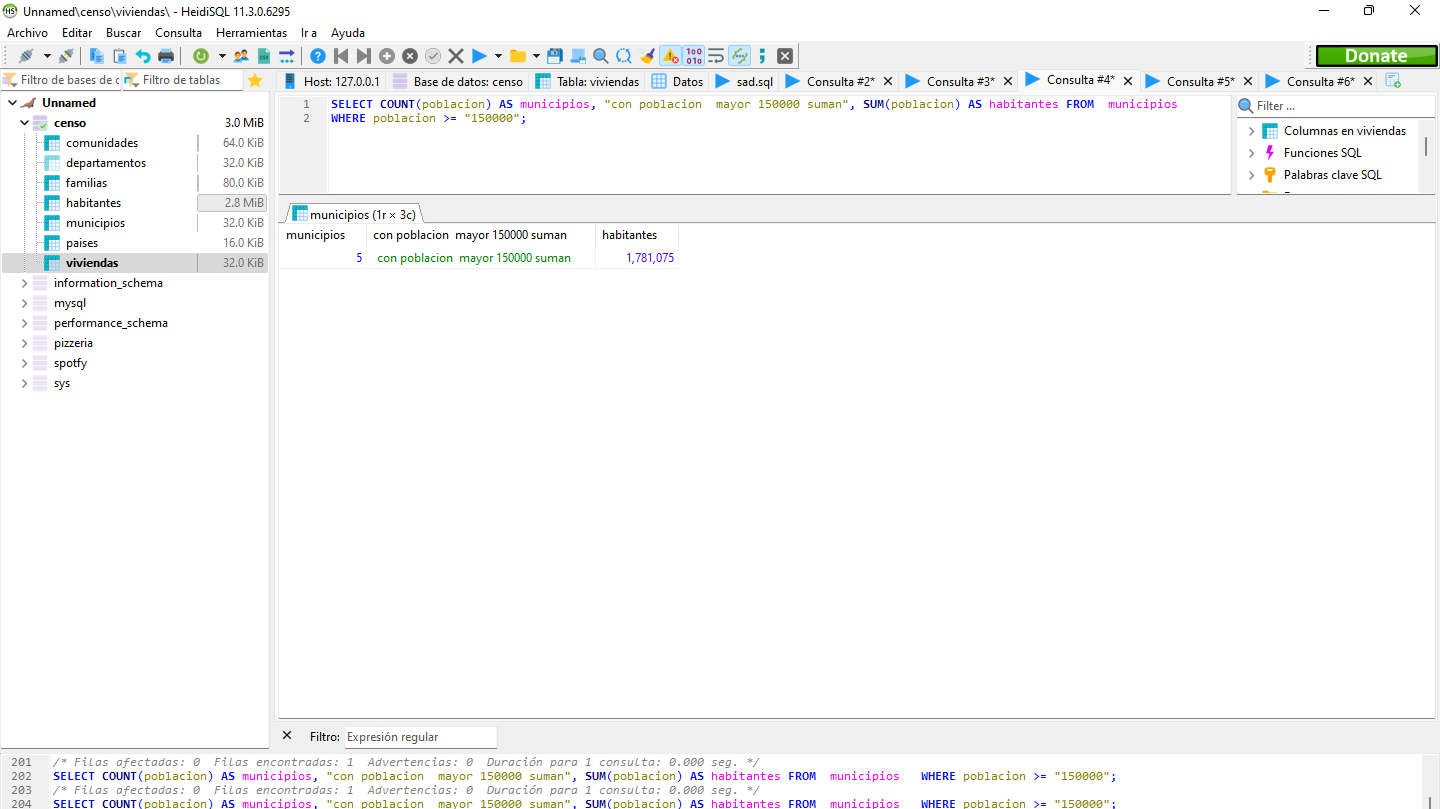 Unnamed\censo\viviendas\ - HeidiSQL 11.3.0.6295
Archivo Editar Buscar Consulta Herramientas Ir a Ayuda
Donate
Filtro de bases de c Filtro de tablas
Host: 127.0.0.1 Base de datos: censo Tabla: viviendas Datos sad.sql Consulta #2* Consulta #3* Consulta #4* Consulta #5* Consulta #6*
Unnamed
censo 3.0 MiB
comunidades 64.0 KiB
departamentos 32.0 KiB
familias 80.0 KiB
habitantes 2.8 MiB
municipios 32.0 KiB
paises 16.0 KiB
viviendas 32.0 KiB
information_schema
mysql
performance_schema
pizzeria
spotfy
sys
1 SELECT COUNT(poblacion) AS municipios, "con poblacion  mayor 150000 suman", SUM(poblacion) AS habitantes FROM  municipios
2 WHERE poblacion >= "150000";
Filter ...
Columnas en viviendas
Funciones SQL
Palabras clave SQL
municipios (1r × 3c)
municipios con poblacion  mayor 150000 suman habitantes
5 con poblacion  mayor 150000 suman 1,781,075
Filtro: Expresión regular
201 /* Filas afectadas: 0  Filas encontradas: 1  Advertencias: 0  Duración para 1 consulta: 0.000 seg. */
202 SELECT COUNT(poblacion) AS municipios, "con poblacion  mayor 150000 suman", SUM(poblacion) AS habitantes FROM  municipios   WHERE poblacion >= "150000";
203 /* Filas afectadas: 0  Filas encontradas: 1  Advertencias: 0  Duración para 1 consulta: 0.000 seg. */
204 SELECT COUNT(poblacion) AS municipios, "con poblacion  mayor 150000 suman", SUM(poblacion) AS habitantes FROM  municipios   WHERE poblacion >= "150000";